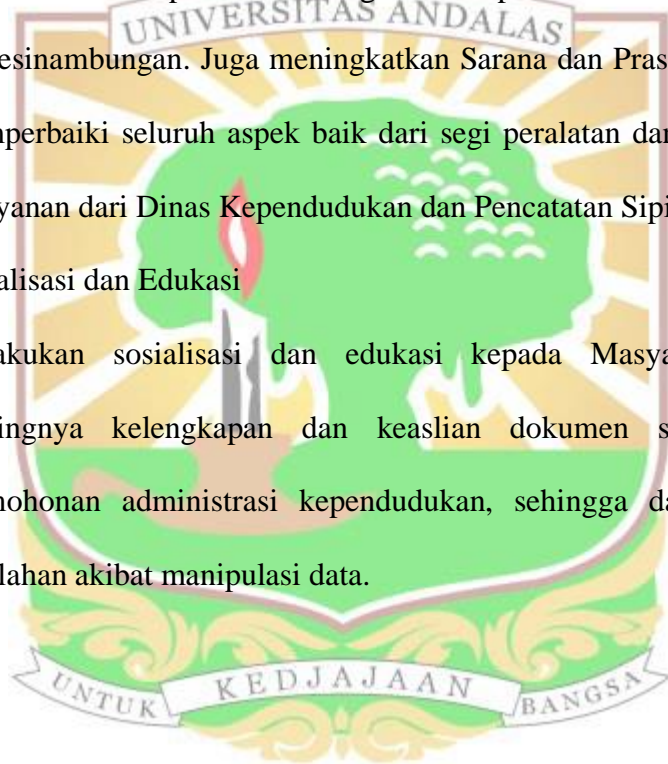 UNIVERSITAS ANDALAS
esinambungan. Juga meningkatkan Sarana dan Pras
perbaiki seluruh aspek baik dari segi peralatan dan
yanan dari Dinas Kependudukan dan Pencatatan Sipi
alisasi dan Edukasi
akukan sosialisasi dan edukasi kepada Masya
ingnya kelengkapan dan keaslian dokumen s
nohonan administrasi kependudukan, sehingga da
lahan akibat manipulasi data.
UNTUK KEDJAJAAN BANGSA